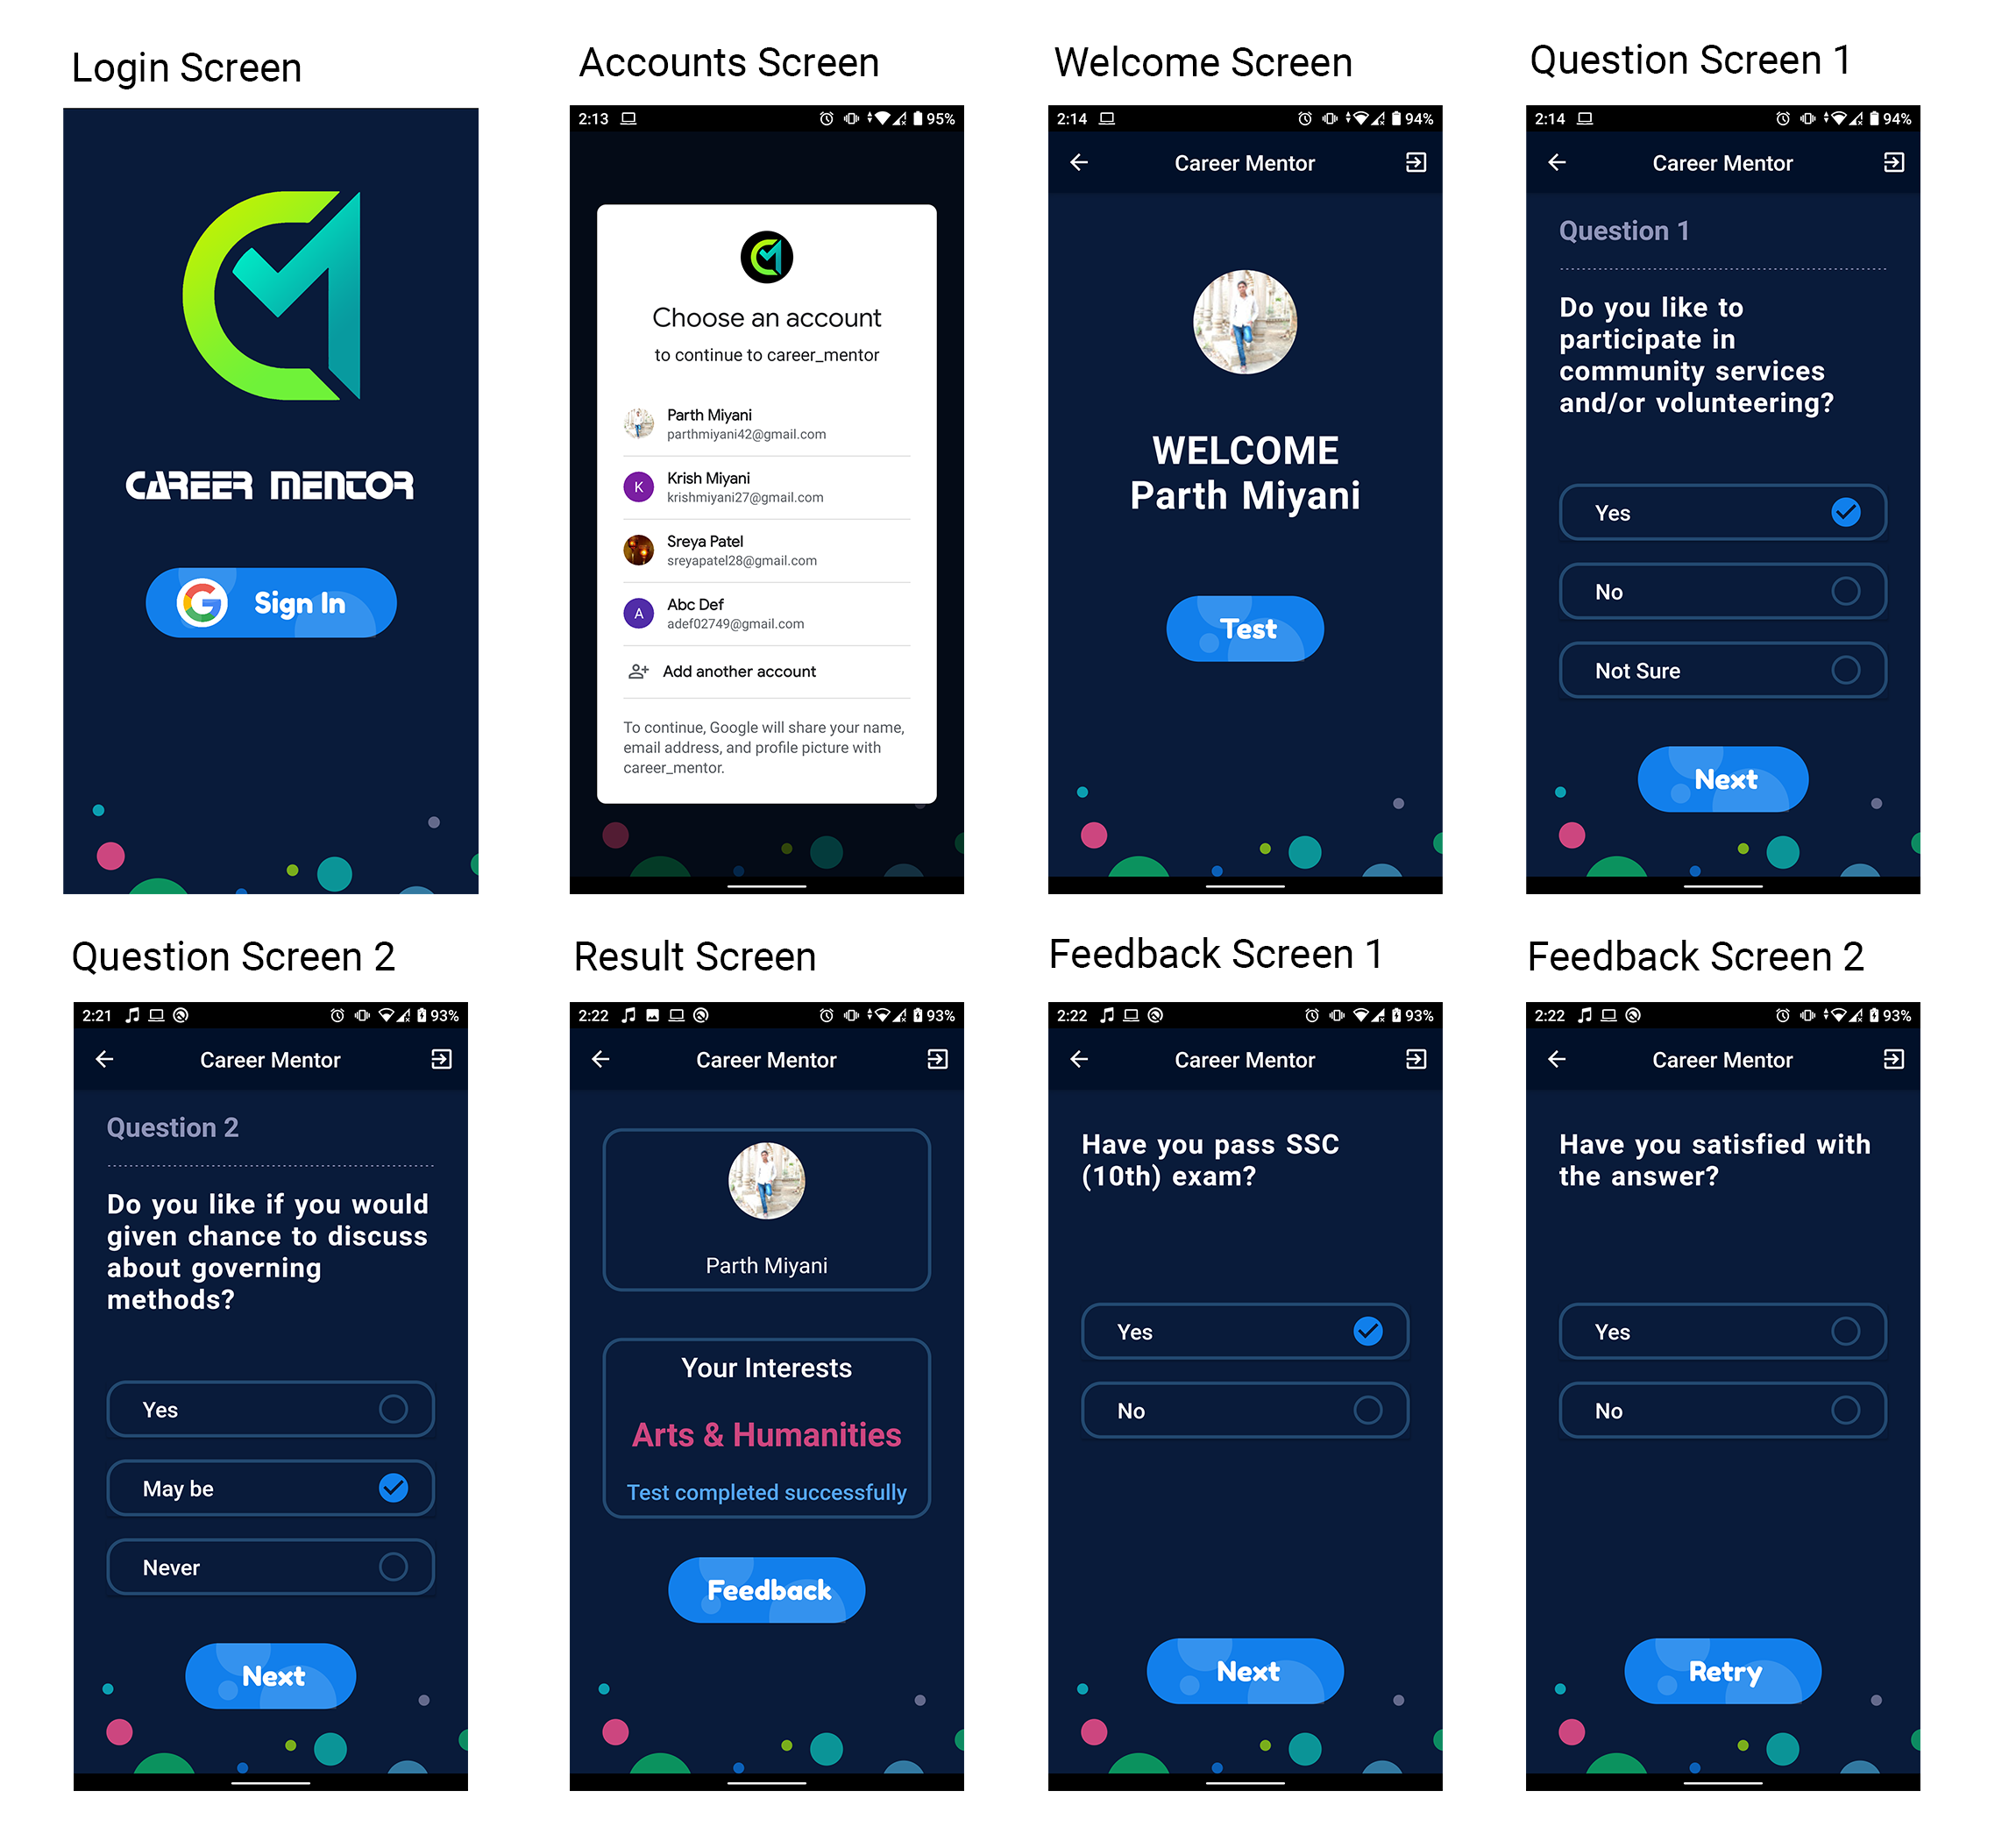 Login Screen
CAREER MENTOR
Sign In
Accounts Screen
2:13 95%
Choose an account
to continue to career_mentor
Parth Miyani
parthmiyani42@gmail.com
K
Krish Miyani
krishmiyani27@gmail.com
Sreya Patel
sreyapatel28@gmail.com
A
Abc Def
adef02749@gmail.com
Add another account
To continue, Google will share your name,
email address, and profile picture with
career_mentor.
Welcome Screen
2:14 94%
Career Mentor
WELCOME
Parth Miyani
Test
Question Screen 1
2:14 94%
Career Mentor
Question 1
Do you like to
participate in
community services
and/or volunteering?
Yes
No
Not Sure
Next
Question Screen 2
2:21 93%
Career Mentor
Question 2
Do you like if you would
given chance to discuss
about governing
methods?
Yes
May be
Never
Next
Result Screen
2:22 93%
Career Mentor
Parth Miyani
Your Interests
Arts & Humanities
Test completed successfully
Feedback
Feedback Screen 1
2:22 93%
Career Mentor
Have you pass SSC
(10th) exam?
Yes
No
Next
Feedback Screen 2
2:22 93%
Career Mentor
Have you satisfied with
the answer?
Yes
No
Retry